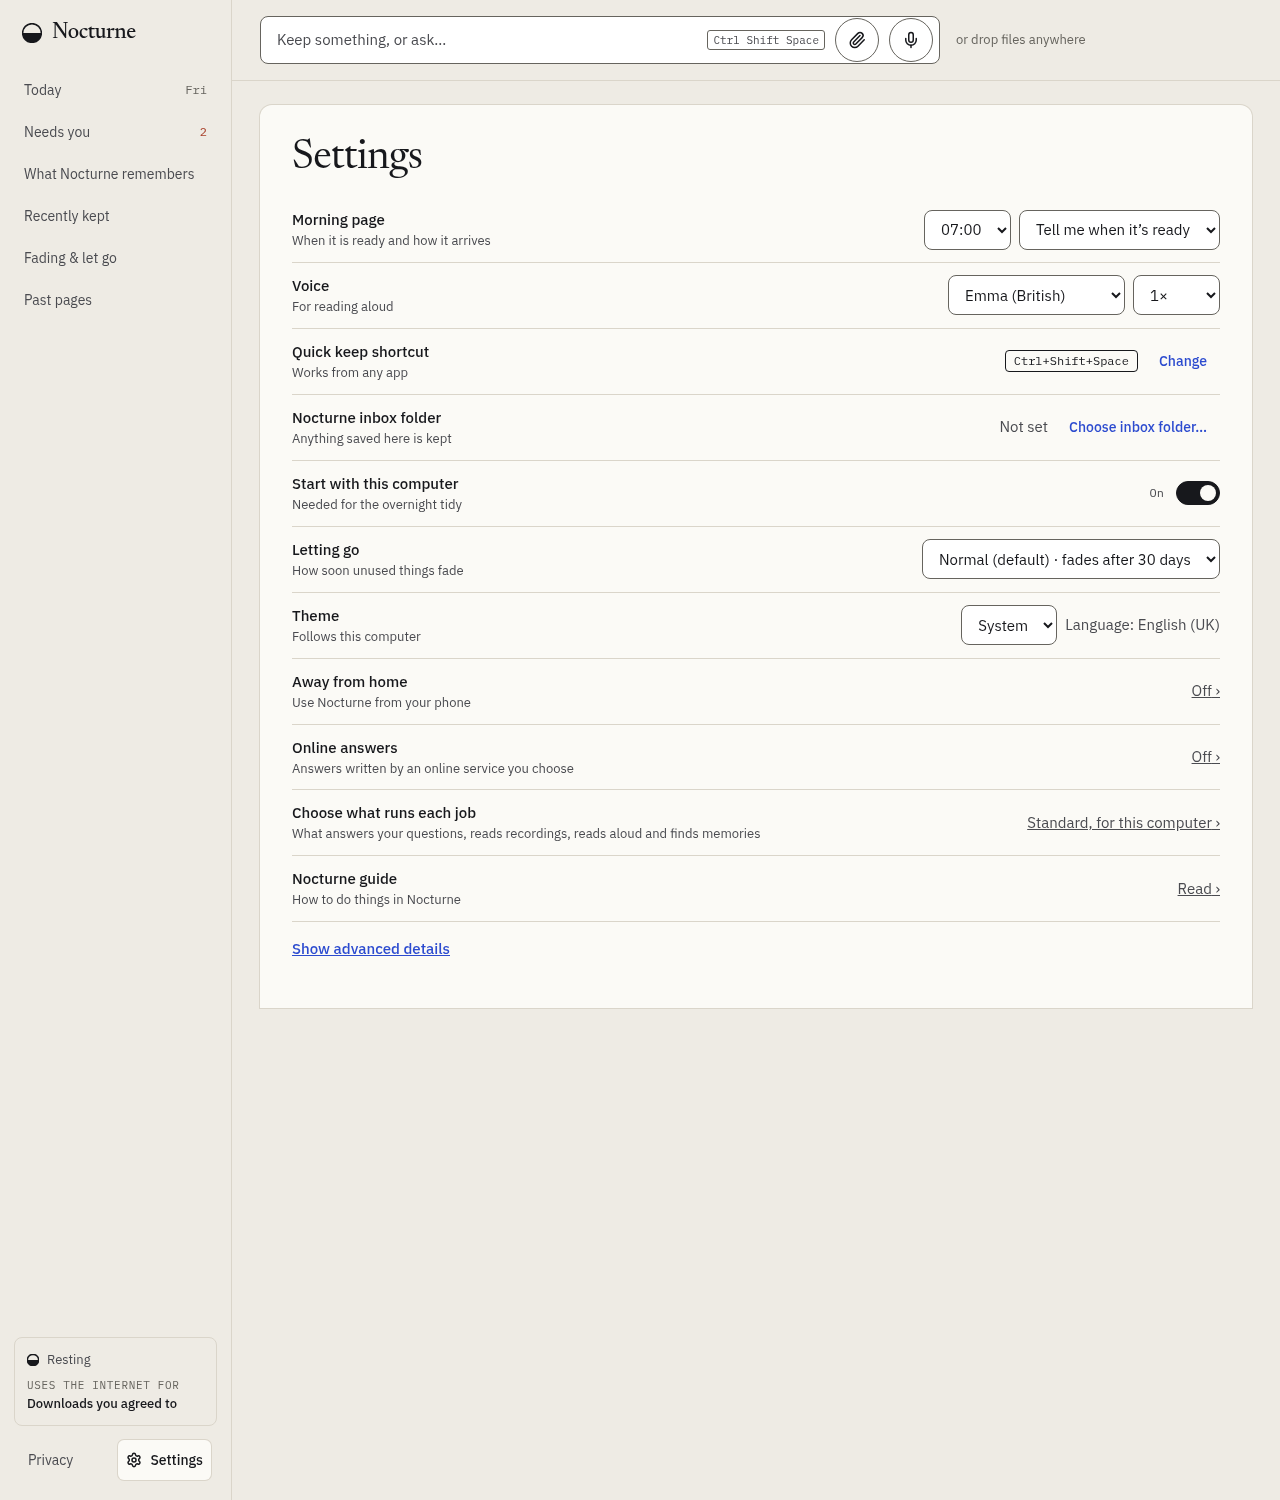 Nocturne
Keep something, or ask...
Ctrl Shift Space
or drop files anywhere
Today
Fri
Needs you
2
What Nocturne remembers
Recently kept
Fading & let go
Past pages
Settings
Morning page
When it is ready and how it arrives
07:00
Tell me when it’s ready
Voice
For reading aloud
Emma (British)
1×
Quick keep shortcut
Works from any app
Ctrl+Shift+Space
Change
Nocturne inbox folder
Anything saved here is kept
Not set
Choose inbox folder…
Start with this computer
Needed for the overnight tidy
On
Letting go
How soon unused things fade
Normal (default) · fades after 30 days
Theme
Follows this computer
System
Language: English (UK)
Away from home
Use Nocturne from your phone
Off ›
Online answers
Answers written by an online service you choose
Off ›
Choose what runs each job
What answers your questions, reads recordings, reads aloud and finds memories
Standard, for this computer ›
Nocturne guide
How to do things in Nocturne
Read ›
Show advanced details
Resting
USES THE INTERNET FOR
Downloads you agreed to
Privacy
Settings